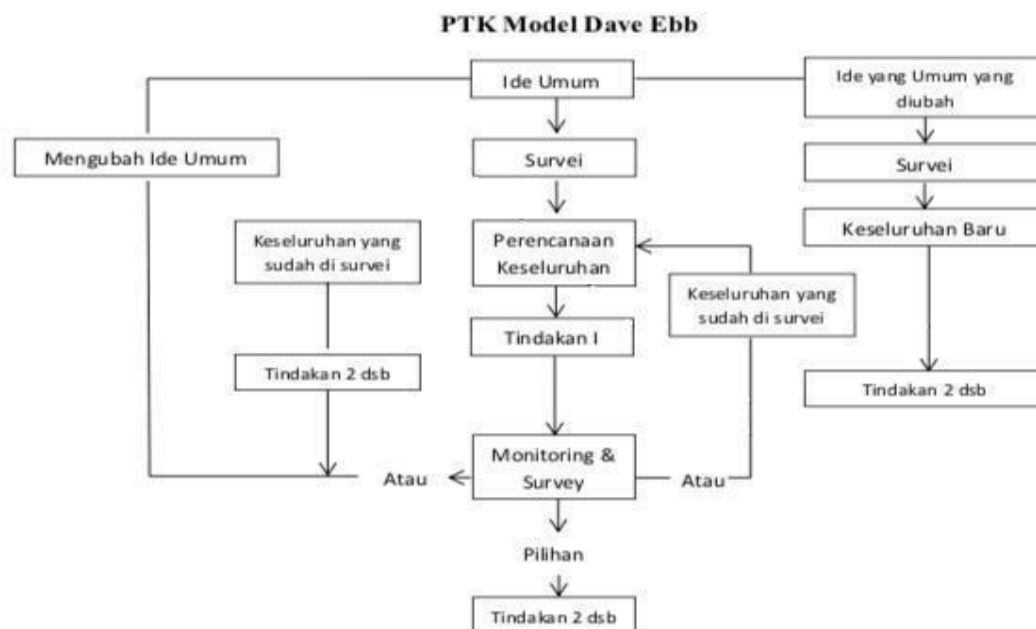 PTK Model Dave Ebb
Ide Umum
Ide yang Umum yang
diubah
Mengubah Ide Umum
Survei
Survei
Keseluruhan yang
sudah di survei
Perencanaan
Keseluruhan
Keseluruhan Baru
Keseluruhan yang
sudah di survei
Tindakan I
Tindakan 2 dsb
Tindakan 2 dsb
Monitoring &
Survey
Atau
Atau
Pilihan
Tindakan 2 dsb